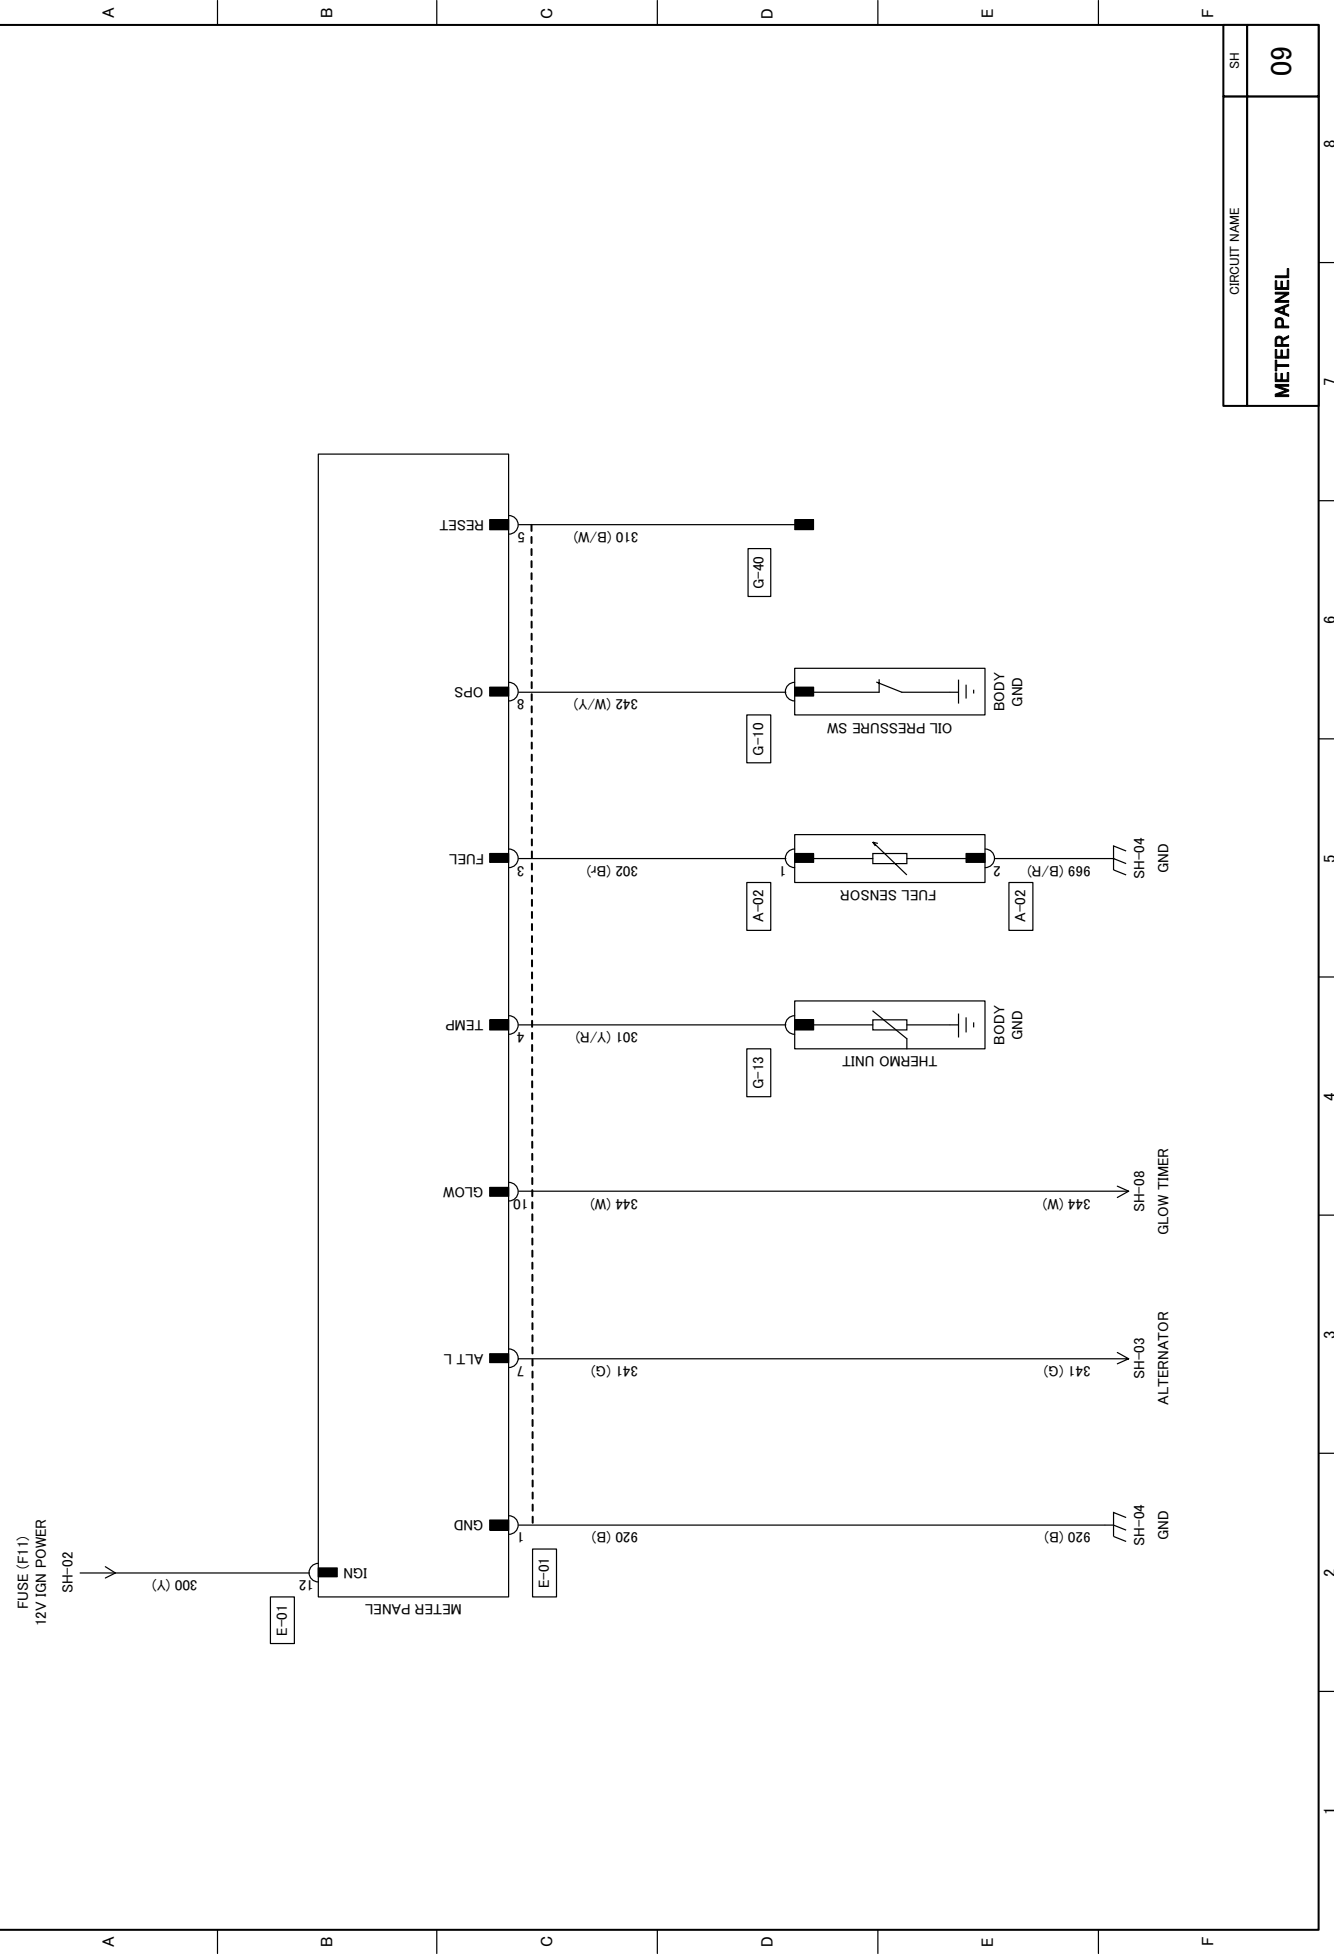 A
B
C
D
E
F
FUSE (F11)
12V IGN POWER
SH-02
300 (Y)
12
E-01
IGN
METER PANEL
GND
1
920 (B)
E-01
920 (B)
SH-04
GND
ALT L
7
341 (G)
341 (G)
SH-03
ALTERNATOR
GLOW
10
344 (W)
344 (W)
SH-08
GLOW TIMER
TEMP
4
301 (Y/R)
G-13
THERMO UNIT
BODY
GND
FUEL
3
302 (Br)
1
A-02
FUEL SENSOR
2
969 (B/R)
A-02
SH-04
GND
OPS
8
342 (W/Y)
G-10
OIL PRESSURE SW
BODY
GND
RESET
5
310 (B/W)
G-40
CIRCUIT NAME
SH
METER PANEL
09
1
2
3
4
5
6
7
8
A
B
C
D
E
F